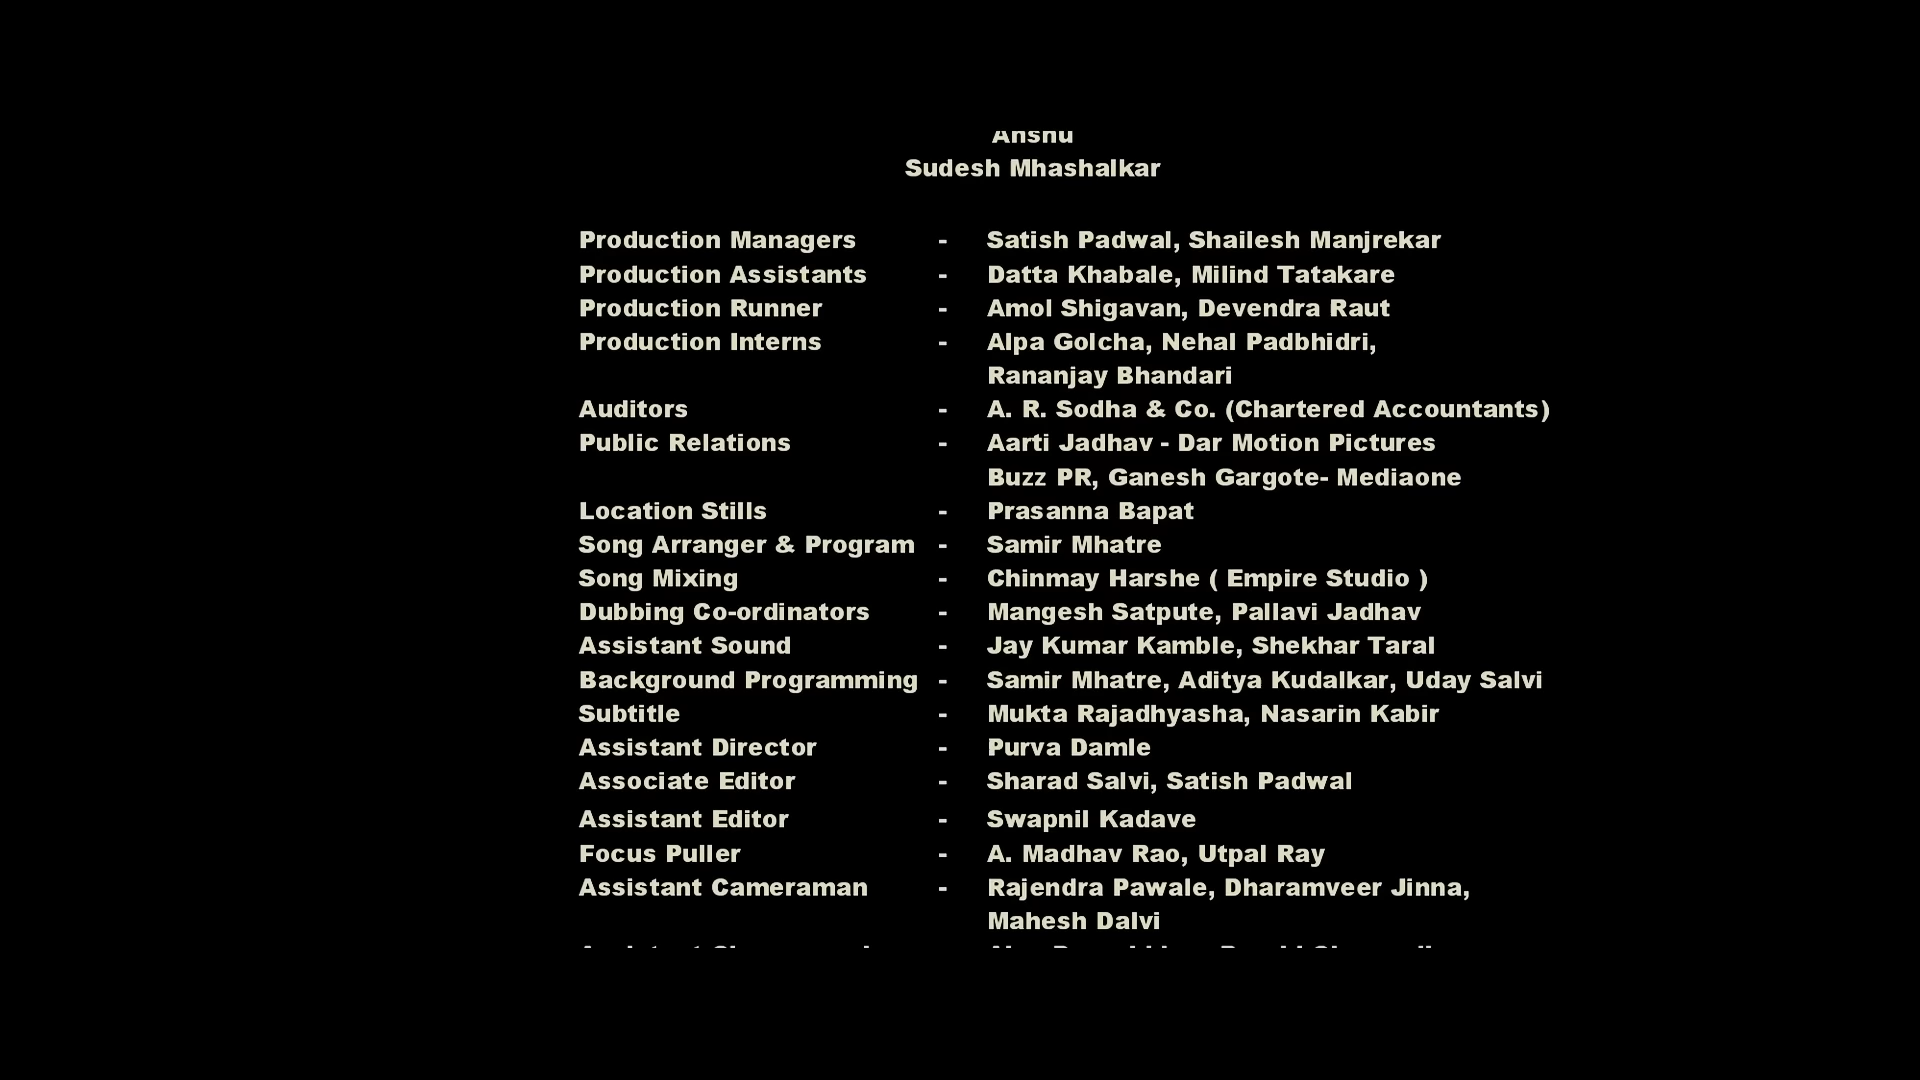 Anshu
Sudesh Mhashalkar
Production Managers - Satish Padwal, Shailesh Manjrekar
Production Assistants - Datta Khabale, Milind Tatakare
Production Runner - Amol Shigavan, Devendra Raut
Production Interns - Alpa Golcha, Nehal Padbhidri,
Rananjay Bhandari
Auditors - A. R. Sodha & Co. (Chartered Accountants)
Public Relations - Aarti Jadhav - Dar Motion Pictures
Buzz PR, Ganesh Gargote- Mediaone
Location Stills - Prasanna Bapat
Song Arranger & Program - Samir Mhatre
Song Mixing - Chinmay Harshe ( Empire Studio )
Dubbing Co-ordinators - Mangesh Satpute, Pallavi Jadhav
Assistant Sound - Jay Kumar Kamble, Shekhar Taral
Background Programming - Samir Mhatre, Aditya Kudalkar, Uday Salvi
Subtitle - Mukta Rajadhyasha, Nasarin Kabir
Assistant Director - Purva Damle
Associate Editor - Sharad Salvi, Satish Padwal
Assistant Editor - Swapnil Kadave
Focus Puller - A. Madhav Rao, Utpal Ray
Assistant Cameraman - Rajendra Pawale, Dharamveer Jinna,
Mahesh Dalvi